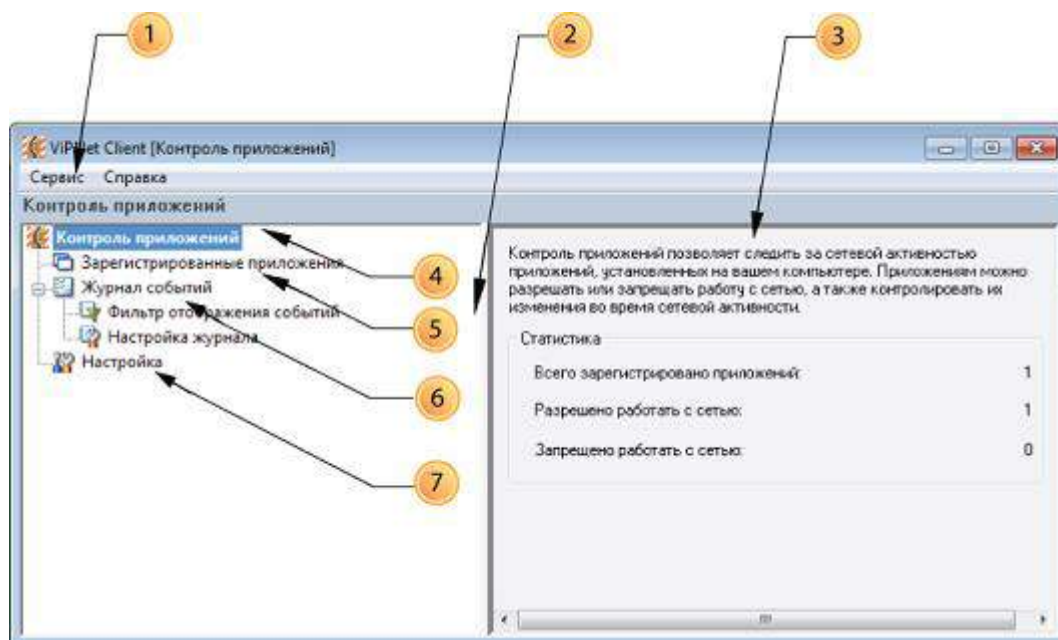 1
2
3
ViPNet Client [Контроль приложений]
Сервис Справка
Контроль приложений
Контроль приложений
Зарегистрированные приложения
Журнал событий
Фильтр отображения событий
Настройка журнала
Настройка
4
5
6
7
Контроль приложений позволяет следить за сетевой активностью
приложений, установленных на вашем компьютере. Приложениям можно
разрешать или запрещать работу с сетью, а также контролировать их
изменения во время сетевой активности.
Статистика
Всего зарегистрировано приложений: 1
Разрешено работать с сетью: 1
Запрещено работать с сетью: 0